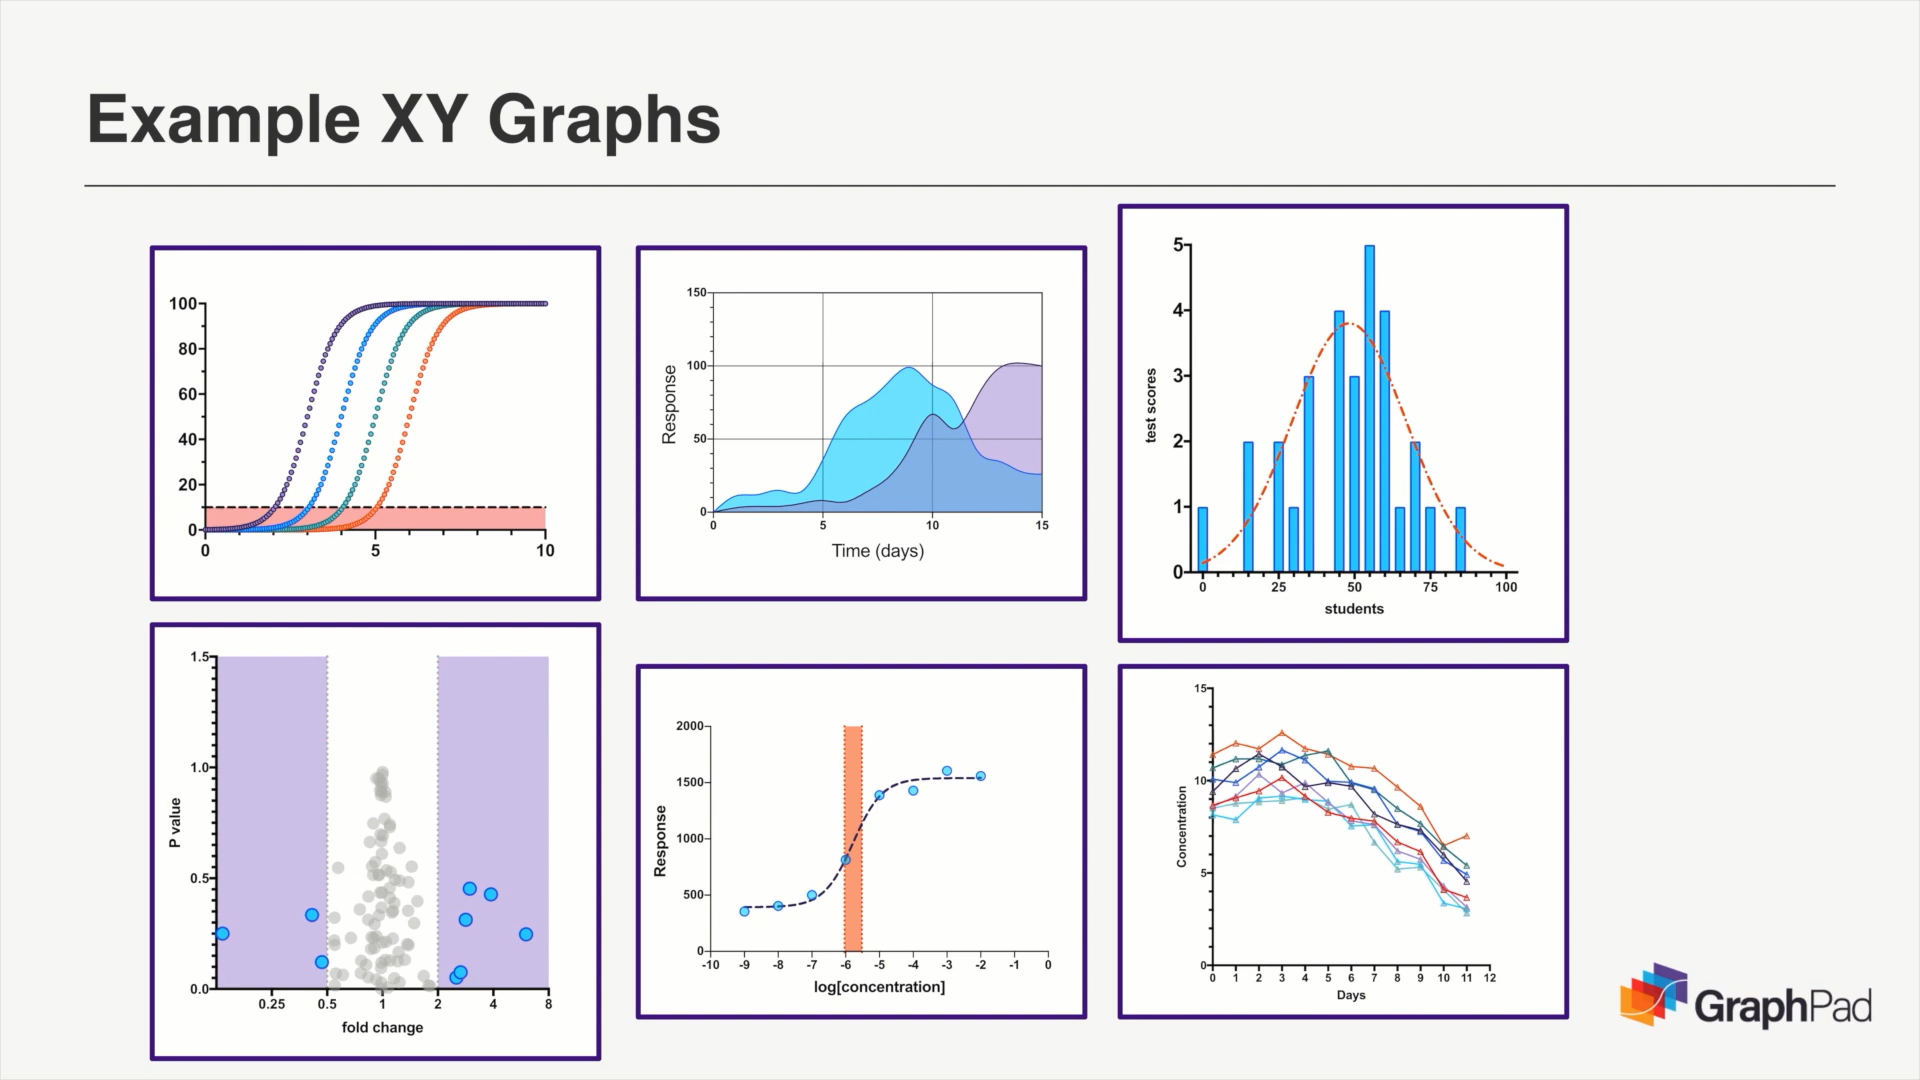 Example XY Graphs
100
80
60
40
20
0
0 5 10
150
100
50
0
0 5 10 15
Response
Time (days)
5
4
3
2
1
0
0 25 50 75 100
test scores
students
1.5
1.0
0.5
0.0
0.25 0.5 1 2 4 8
P value
fold change
2000
1500
1000
500
0
-10 -9 -8 -7 -6 -5 -4 -3 -2 -1 0
Response
log[concentration]
15
10
5
0
0 1 2 3 4 5 6 7 8 9 10 11 12
Concentration
Days
GraphPad